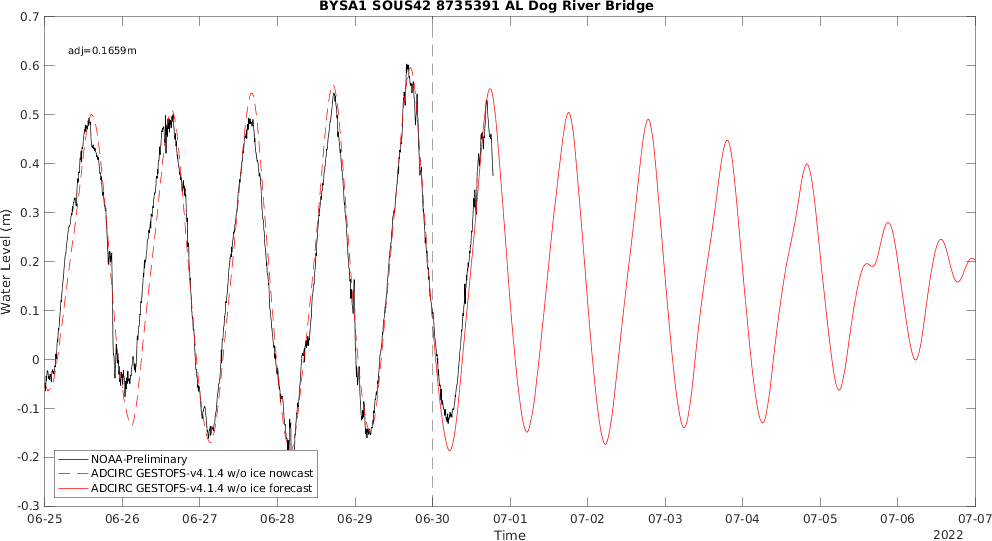 BYSA1 SOUS42 8735391 AL Dog River Bridge
0.7
adj=0.1659m
0.6
0.5
0.4
0.3
0.2
0.1
0
-0.1
-0.2
-0.3
Water Level (m)
NOAA-Preliminary
ADCIRC GESTOFS-v4.1.4 w/o ice nowcast
ADCIRC GESTOFS-v4.1.4 w/o ice forecast
06-25 06-26 06-27 06-28 06-29 06-30 07-01 07-02 07-03 07-04 07-05 07-06 07-07
Time
2022